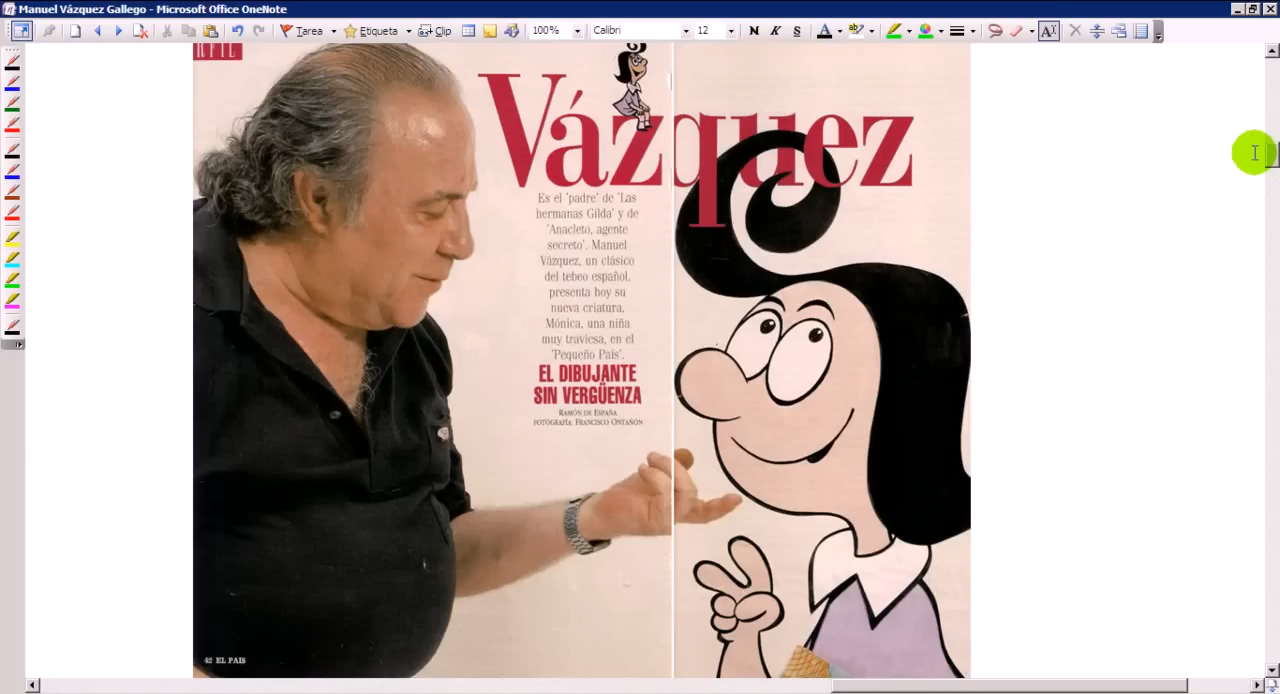 Manuel Vázquez Gallego - Microsoft Office OneNote
Tarea Etiqueta Clip 100% Calibri 12 N K S
RFIL
Vázquez
Es el 'padre' de 'Las
hermanas Gilda' y de
'Anacleto, agente
secreto'. Manuel
Vázquez, un clásico
del tebeo español,
presenta hoy su
nueva criatura,
Mónica, una niña
muy traviesa, en el
'Pequeño País'.
EL DIBUJANTE
SIN VERGÜENZA
RAMÓN DE ESPAÑA
FOTOGRAFÍA: FRANCISCO ONTAÑÓN
42 EL PAIS